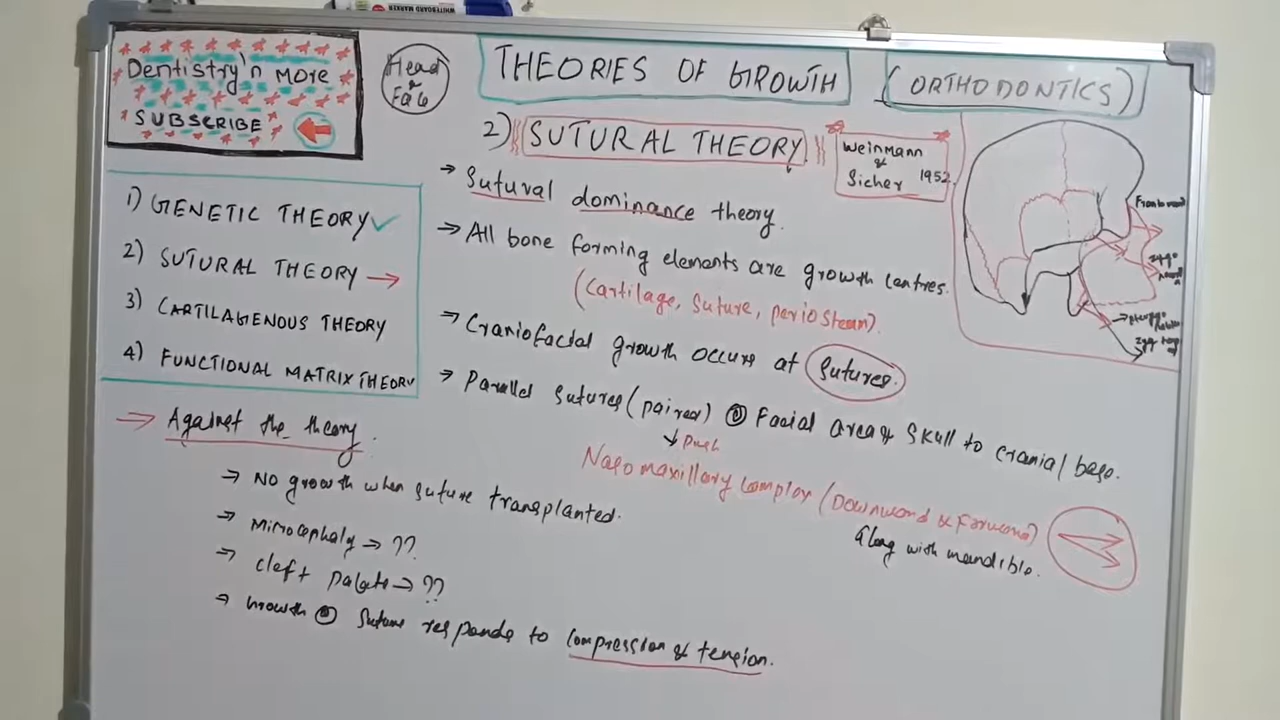 WHITEBOARD MARKER
Dentistry'n More
SUBSCRIBE
Head
&
Face
THEORIES OF GROWTH
(ORTHODONTICS)
2) SUTURAL THEORY
Weinmann
&
Sicher 1952
1) GENETIC THEORY ✓
2) SUTURAL THEORY →
3) CARTILAGENOUS THEORY
4) FUNCTIONAL MATRIX THEORY
→ Sutural dominance theory.
→ All bone forming elements are growth centres.
(Cartilage, Suture, periosteum).
→ Craniofacial growth occurs at Sutures.
→ Parallel sutures (paired) @ Facial area & skull to cranial base.
↓ Push
Nasomaxillary complex (Downward & Forward)
Along with mandible.
→ Against the theory.
→ No growth when suture transplanted.
→ Microcephaly → ??
→ cleft palate → ??
→ Growth @ Suture responds to compression & tension.